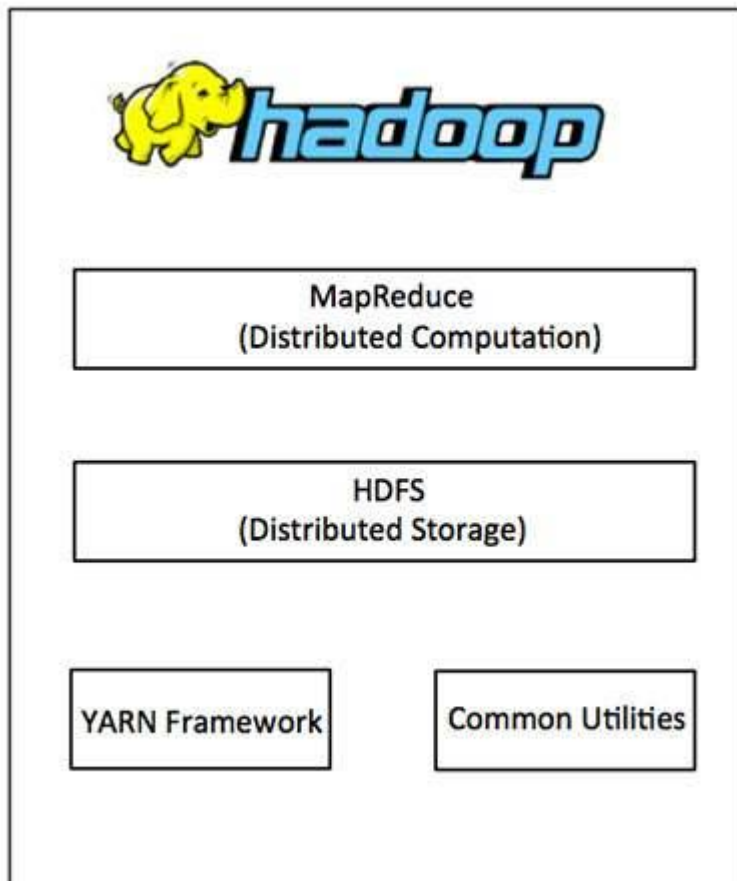 hadoop
MapReduce
(Distributed Computation)
HDFS
(Distributed Storage)
YARN Framework
Common Utilities